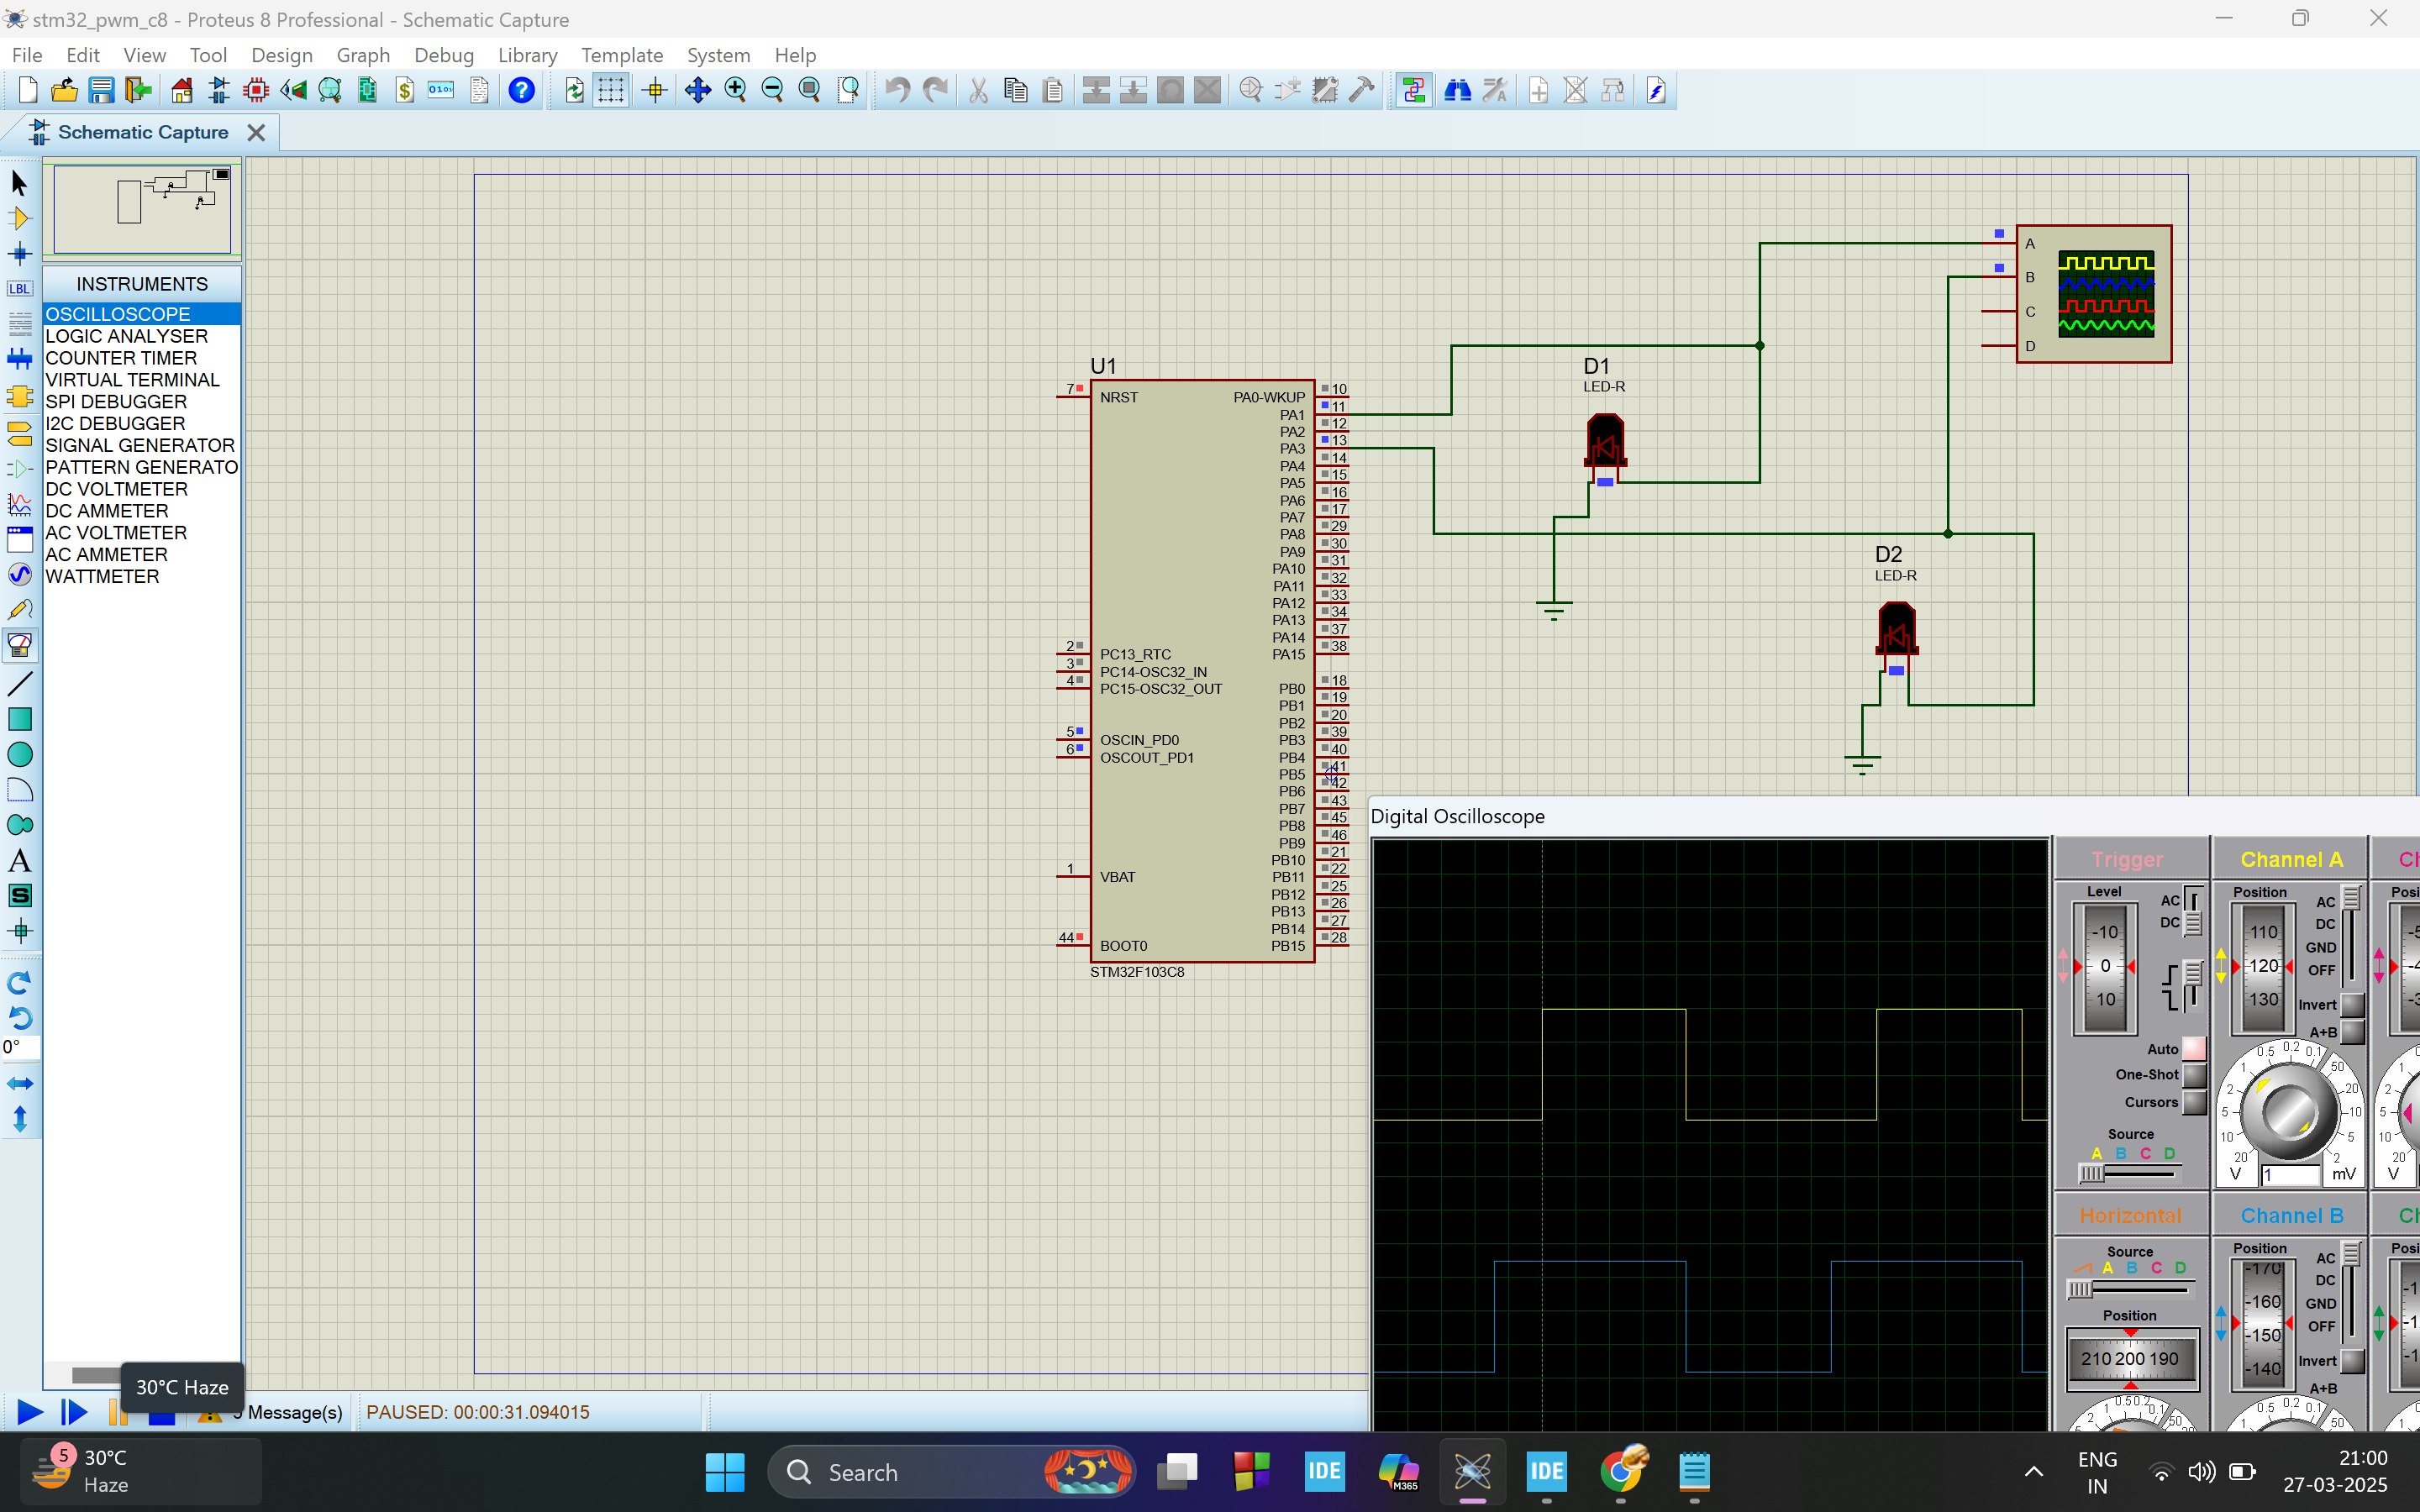 stm32_pwm_c8 - Proteus 8 Professional - Schematic Capture
File Edit View Tool Design Graph Debug Library Template System Help
Schematic Capture
INSTRUMENTS
OSCILLOSCOPE
LOGIC ANALYSER
COUNTER TIMER
VIRTUAL TERMINAL
SPI DEBUGGER
I2C DEBUGGER
SIGNAL GENERATOR
PATTERN GENERATO
DC VOLTMETER
DC AMMETER
AC VOLTMETER
AC AMMETER
WATTMETER
LBL
A
S
0°
U1
7 NRST
2 PC13_RTC
3 PC14-OSC32_IN
4 PC15-OSC32_OUT
5 OSCIN_PD0
6 OSCOUT_PD1
1 VBAT
44 BOOT0
PA0-WKUP 10
PA1 11
PA2 12
PA3 13
PA4 14
PA5 15
PA6 16
PA7 17
PA8 29
PA9 30
PA10 31
PA11 32
PA12 33
PA13 34
PA14 37
PA15 38
PB0 18
PB1 19
PB2 20
PB3 39
PB4 40
PB5 41
PB6 42
PB7 43
PB8 45
PB9 46
PB10 21
PB11 22
PB12 25
PB13 26
PB14 27
PB15 28
STM32F103C8
D1
LED-R
D2
LED-R
A
B
C
D
Digital Oscilloscope
Trigger
Level
AC
DC
-10
0
10
Auto
One-Shot
Cursors
Source
A B C D
Channel A
Position
AC
DC
GND
OFF
110
120
130
Invert
A+B
20 10 5 2 1 0.5 0.2 0.1 50 20 10 5 2
V 1 mV
Horizontal
Source
A B C D
Position
210 200 190
Channel B
Position
AC
DC
GND
OFF
-170
-160
-150
-140
Invert
A+B
1 0.5 0.2 0.1 50
Message(s)
PAUSED: 00:00:31.094015
30°C Haze
5
30°C
Haze
Search
IDE
M365
IDE
ENG
IN
21:00
27-03-2025